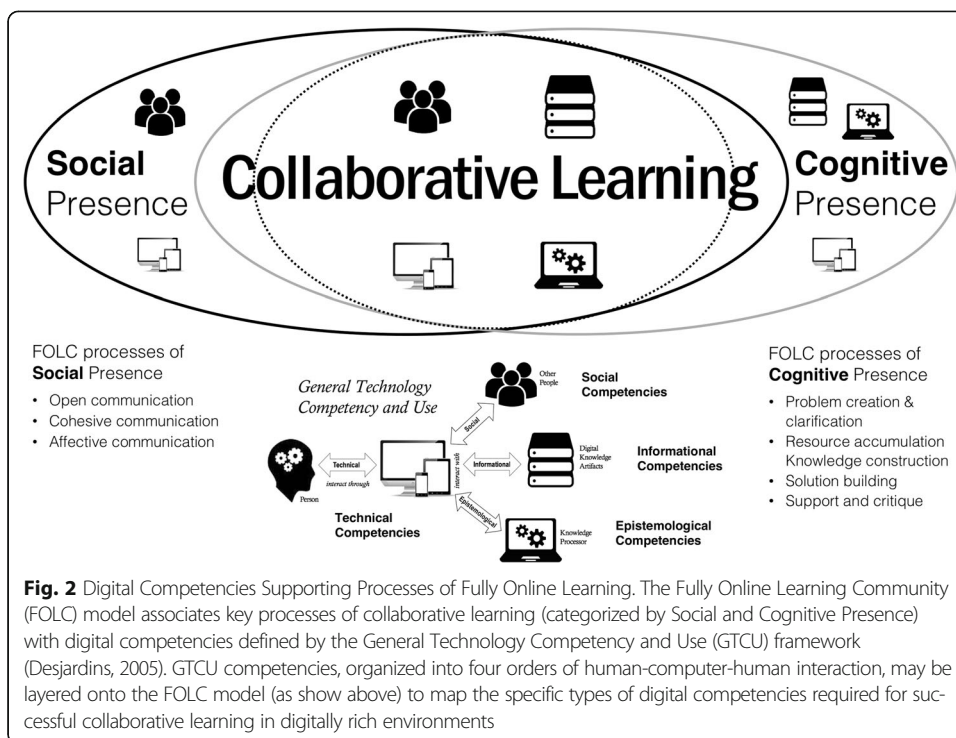 Social
Presence
Collaborative Learning
Cognitive
Presence
FOLC processes of
Social Presence
• Open communication
• Cohesive communication
• Affective communication
General Technology
Competency and Use
Other
People
Social
Competencies
Social
Person
Technical
interact through
interact with
Informational
Digital
Knowledge
Artifacts
Informational
Competencies
Technical
Competencies
Epistemological
Knowledge
Processor
Epistemological
Competencies
FOLC processes of
Cognitive Presence
• Problem creation &
clarification
• Resource accumulation
Knowledge construction
• Solution building
• Support and critique
Fig. 2 Digital Competencies Supporting Processes of Fully Online Learning. The Fully Online Learning Community
(FOLC) model associates key processes of collaborative learning (categorized by Social and Cognitive Presence)
with digital competencies defined by the General Technology Competency and Use (GTCU) framework
(Desjardins, 2005). GTCU competencies, organized into four orders of human-computer-human interaction, may be
layered onto the FOLC model (as show above) to map the specific types of digital competencies required for suc-
cessful collaborative learning in digitally rich environments